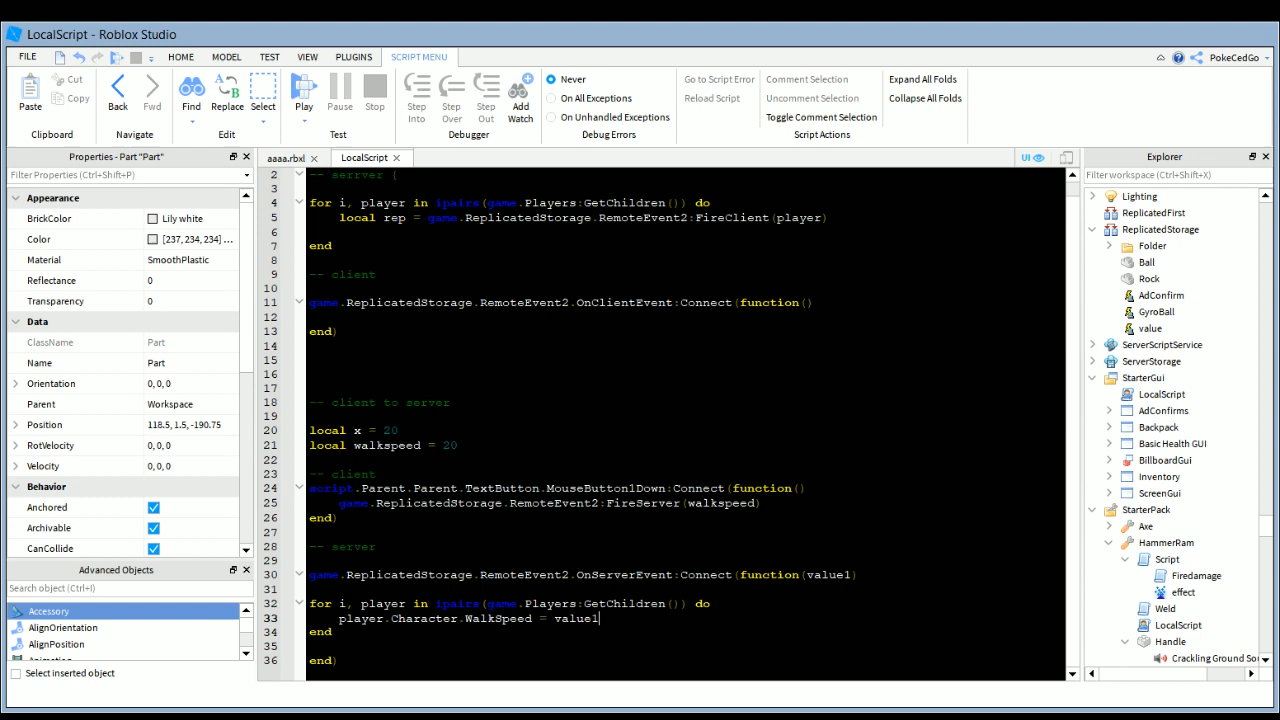 LocalScript - Roblox Studio
FILE HOME MODEL TEST VIEW PLUGINS SCRIPT MENU PokeCedGo
Paste Cut Copy Back Fwd Find Replace Select Play Pause Stop Step Into Step Over Step Out Add Watch
Never
On All Exceptions
On Unhandled Exceptions
Go to Script Error
Reload Script
Comment Selection
Uncomment Selection
Toggle Comment Selection
Expand All Folds
Collapse All Folds
Clipboard Navigate Edit Test Debugger Debug Errors Script Actions
Properties - Part "Part"
Filter Properties (Ctrl+Shift+P)
Appearance
BrickColor Lily white
Color [237, 234, 234] ...
Material SmoothPlastic
Reflectance 0
Transparency 0
Data
ClassName Part
Name Part
Orientation 0, 0, 0
Parent Workspace
Position 118.5, 1.5, -190.75
RotVelocity 0, 0, 0
Velocity 0, 0, 0
Behavior
Anchored
Archivable
CanCollide
Advanced Objects
Search object (Ctrl+I)
Accessory
AlignOrientation
AlignPosition
Animation
Select inserted object
aaaa.rbxl LocalScript UI
2 -- serrver {
3
4 for i, player in ipairs(game.Players:GetChildren()) do
5 local rep = game.ReplicatedStorage.RemoteEvent2:FireClient(player)
6
7 end
8
9 -- client
10
11 game.ReplicatedStorage.RemoteEvent2.OnClientEvent:Connect(function()
12
13 end)
14
15
16
17
18 -- client to server
19
20 local x = 20
21 local walkspeed = 20
22
23 -- client
24 script.Parent.Parent.TextButton.MouseButton1Down:Connect(function()
25 game.ReplicatedStorage.RemoteEvent2:FireServer(walkspeed)
26 end)
27
28 -- server
29
30 game.ReplicatedStorage.RemoteEvent2.OnServerEvent:Connect(function(value1)
31
32 for i, player in ipairs(game.Players:GetChildren()) do
33 player.Character.WalkSpeed = value1
34 end
35
36 end)
Explorer
Filter workspace (Ctrl+Shift+X)
Lighting
ReplicatedFirst
ReplicatedStorage
Folder
Ball
Rock
AdConfirm
GyroBall
value
ServerScriptService
ServerStorage
StarterGui
LocalScript
AdConfirms
Backpack
Basic Health GUI
BillboardGui
Inventory
ScreenGui
StarterPack
Axe
HammerRam
Script
Firedamage
effect
Weld
LocalScript
Handle
Crackling Ground So